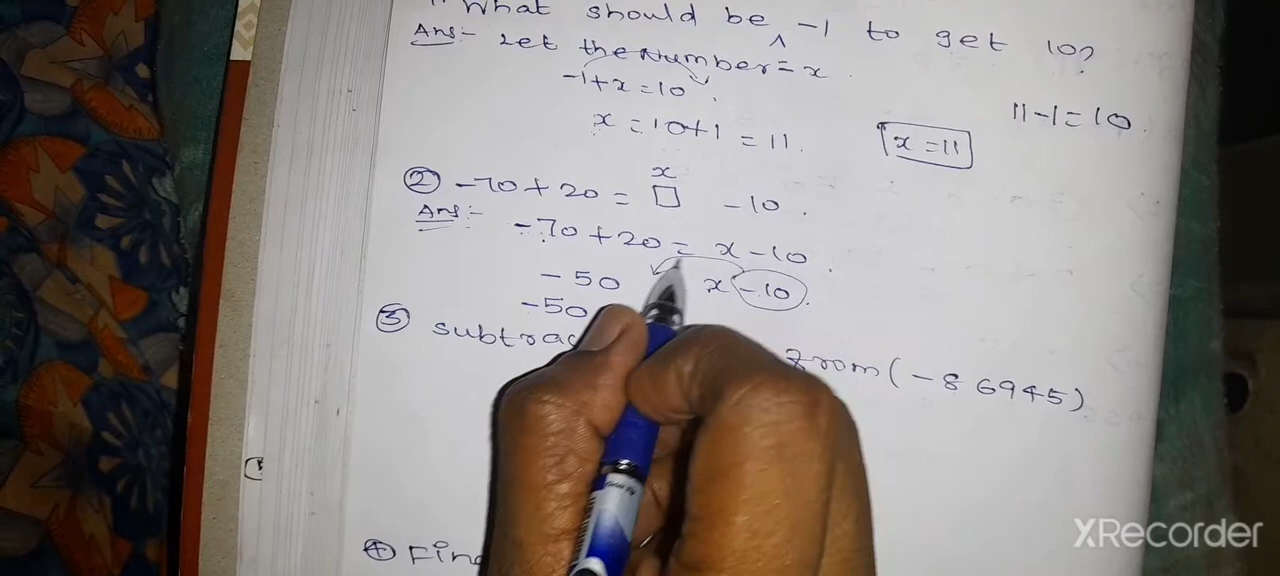 What should be ^ -1 to get 10?
Ans:- Let the number = x.
-1+x=10.
x=10+1 = 11.
x=11
11-1=10.
x
② -70+20 = □ -10.
Ans:- -70+20 = x-10.
-50 x-10.
-50
③ subtrac from (-86945)
④ Find
XRecorder